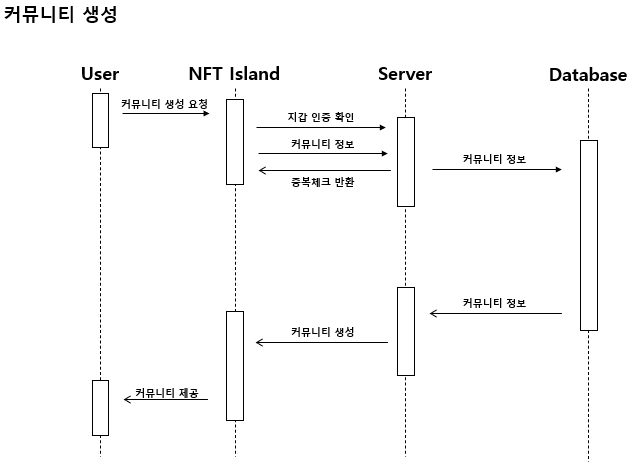 커뮤니티 생성
User
NFT Island
Server
Database
커뮤니티 생성 요청
지갑 인증 확인
커뮤니티 정보
중복체크 반환
커뮤니티 정보
커뮤니티 정보
커뮤니티 생성
커뮤니티 제공